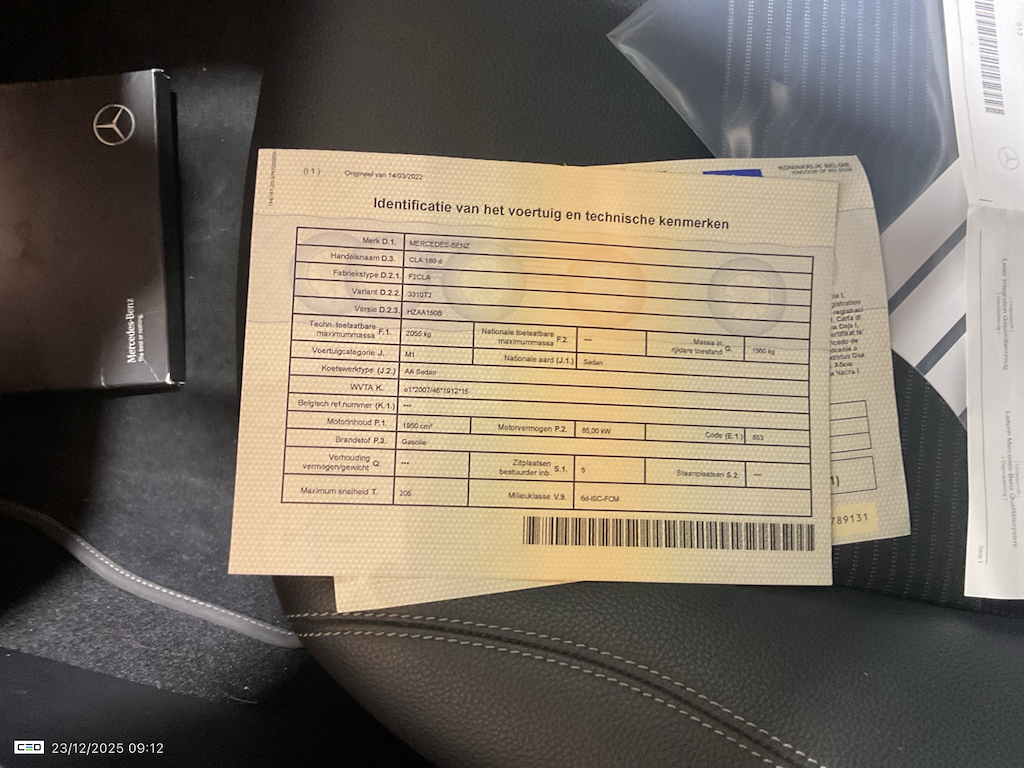 (I.1.) Origineel van 14/03/2022
Identificatie van het voertuig en technische kenmerken
Merk D.1. MERCEDES-BENZ
Handelsnaam D.3. CLA 180 d
Fabriekstype D.2.1. F2CLA
Variant D.2.2. 3310T2
Versie D.2.3. HZAA150B
Techn. toelaatbare maximummassa F.1. 2055 kg Nationale toelaatbare maximummassa F.2. --- Massa in rijklare toestand G. 1560 kg
Voertuigcategorie J. M1 Nationale aard (J.1.) Sedan
Koetswerktype (J.2.) AA Sedan
WVTA K. e1*2007/46*1912*15
Belgisch ref.nummer (K.1.) ---
Motorinhoud P.1. 1950 cm³ Motorvermogen P.2. 85,00 kW Code (E.1.) 853
Brandstof P.3. Gasolie
Verhouding vermogen/gewicht Q. --- Zitplaatsen bestuurder inb. S.1. 5 Staanplaatsen S.2. ---
Maximum snelheid T. 205 Milieuklasse V.9. 6d-ISC-FCM
KONINKRIJK BELGIE
KINGDOM OF BELGIUM
789131
Mercedes-Benz
The best or nothing.
CEO 23/12/2025 09:12